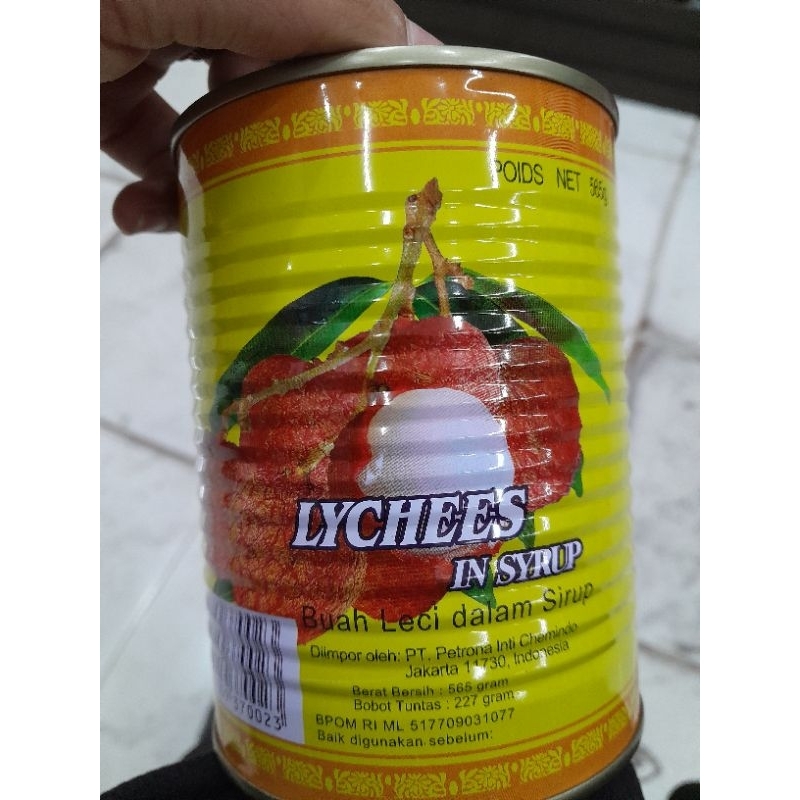 POIDS NET 565g
LYCHEES
IN SYRUP
Buah Leci dalam Sirup
Diimpor oleh: PT. Petrona Inti Chemindo
Jakarta 11730, Indonesia
Berat Bersih : 565 gram
Bobot Tuntas : 227 gram
BPOM RI ML 517709031077
Baik digunakan sebelum:
370023